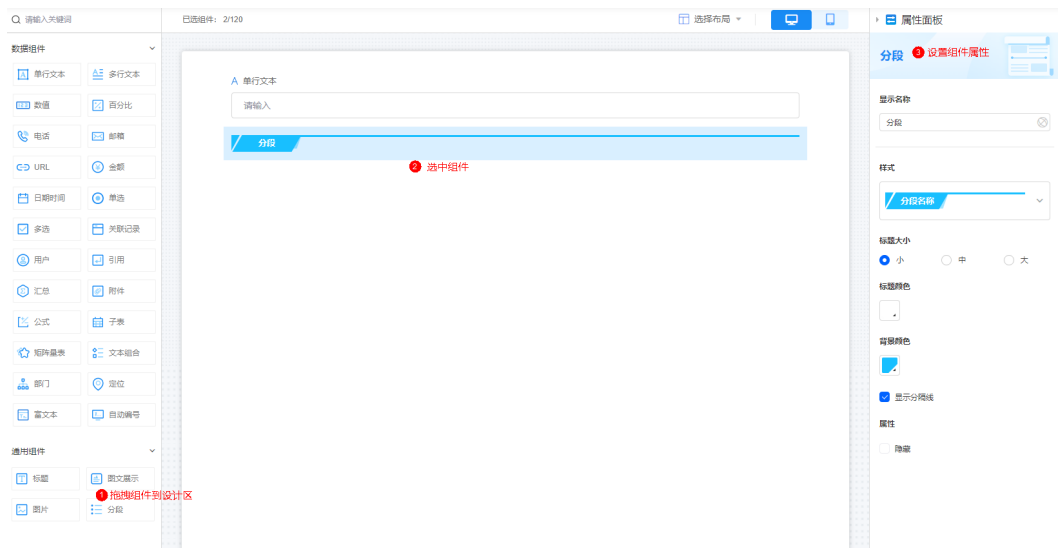 请输入关键词
已选组件： 2/120
选择布局
属性面板
数据组件
单行文本
多行文本
数值
百分比
电话
邮箱
URL
金额
日期时间
单选
多选
关联记录
用户
引用
汇总
附件
公式
子表
矩阵量表
文本组合
部门
定位
富文本
自动编号
通用组件
标题
图文展示
1 拖拽组件到设计区
图片
分段
A 单行文本
请输入
分段
2 选中组件
分段
3 设置组件属性
显示名称
分段
样式
分段名称
标题大小
小
中
大
标题颜色
背景颜色
显示分隔线
属性
隐藏